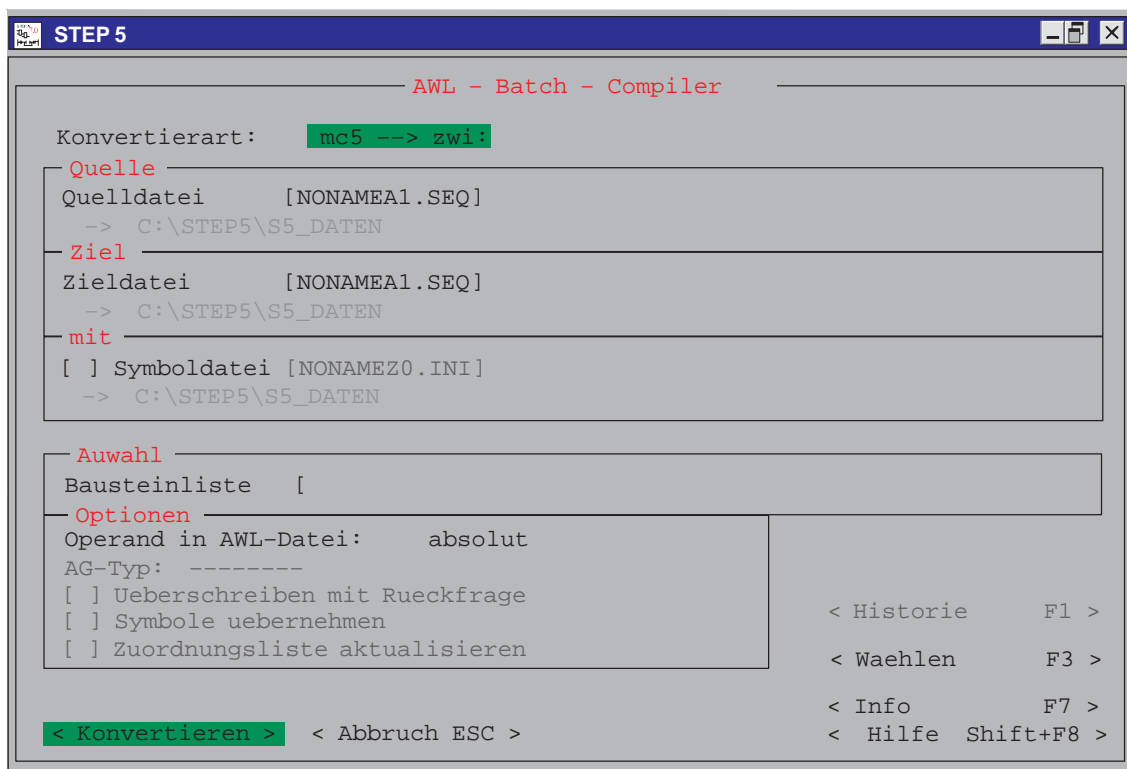 STEP 5
AWL - Batch - Compiler
Konvertierart: mc5 --> zwi:
Quelle
Quelldatei [NONAMEA1.SEQ]
-> C:\STEP5\S5_DATEN
Ziel
Zieldatei [NONAMEA1.SEQ]
-> C:\STEP5\S5_DATEN
mit
[ ] Symboldatei [NONAMEZ0.INI]
-> C:\STEP5\S5_DATEN
Auwahl
Bausteinliste [
Optionen
Operand in AWL-Datei: absolut
AG-Typ: --------
[ ] Ueberschreiben mit Rueckfrage
[ ] Symbole uebernehmen
[ ] Zuordnungsliste aktualisieren
< Historie F1 >
< Waehlen F3 >
< Info F7 >
< Konvertieren > < Abbruch ESC > < Hilfe Shift+F8 >